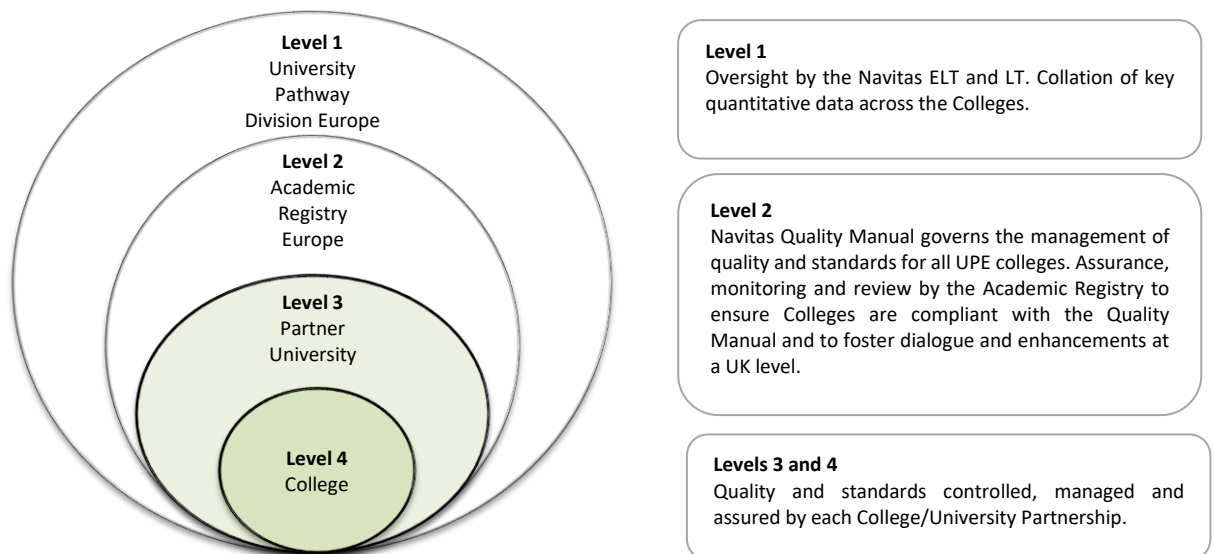 Level 1
University
Pathway
Division Europe
Level 2
Academic
Registry
Europe
Level 3
Partner
University
Level 4
College
Level 1
Oversight by the Navitas ELT and LT. Collation of key
quantitative data across the Colleges.
Level 2
Navitas Quality Manual governs the management of
quality and standards for all UPE colleges. Assurance,
monitoring and review by the Academic Registry to
ensure Colleges are compliant with the Quality
Manual and to foster dialogue and enhancements at
a UK level.
Levels 3 and 4
Quality and standards controlled, managed and
assured by each College/University Partnership.